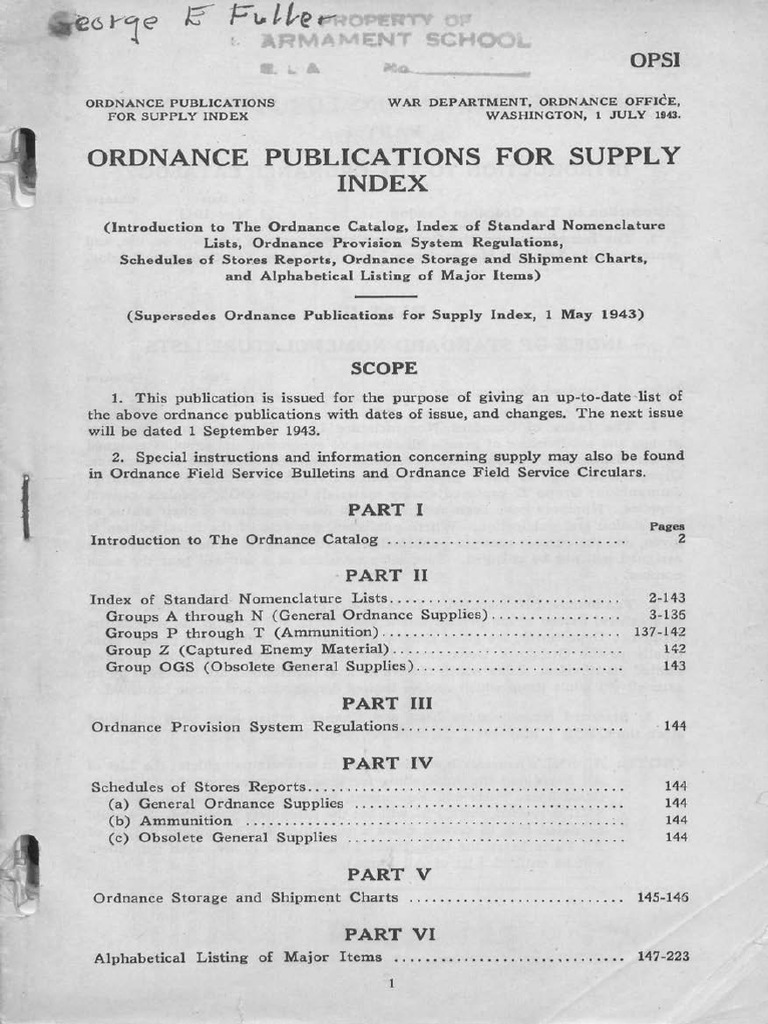 George E Fuller
PROPERTY OF
ARMAMENT SCHOOL
No
OPSI
ORDNANCE PUBLICATIONS
FOR SUPPLY INDEX
WAR DEPARTMENT, ORDNANCE OFFICE,
WASHINGTON, 1 JULY 1943.
ORDNANCE PUBLICATIONS FOR SUPPLY
INDEX
(Introduction to The Ordnance Catalog, Index of Standard Nomenclature
Lists, Ordnance Provision System Regulations,
Schedules of Stores Reports, Ordnance Storage and Shipment Charts,
and Alphabetical Listing of Major Items)
(Supersedes Ordnance Publications for Supply Index, 1 May 1943)
SCOPE
1. This publication is issued for the purpose of giving an up-to-date list of
the above ordnance publications with dates of issue, and changes. The next issue
will be dated 1 September 1943.
2. Special instructions and information concerning supply may also be found
in Ordnance Field Service Bulletins and Ordnance Field Service Circulars.
PART I
Pages
Introduction to The Ordnance Catalog ............................... 2
PART II
Index of Standard Nomenclature Lists.............................. 2-143
Groups A through N (General Ordnance Supplies)................. 3-136
Groups P through T (Ammunition)............................... 137-142
Group Z (Captured Enemy Material).............................. 142
Group OGS (Obsolete General Supplies)........................... 143
PART III
Ordnance Provision System Regulations............................. 144
PART IV
Schedules of Stores Reports......................................... 144
(a) General Ordnance Supplies ................................... 144
(b) Ammunition ................................................. 144
(c) Obsolete General Supplies .................................... 144
PART V
Ordnance Storage and Shipment Charts ............................ 145-146
PART VI
Alphabetical Listing of Major Items .............................. 147-223
1